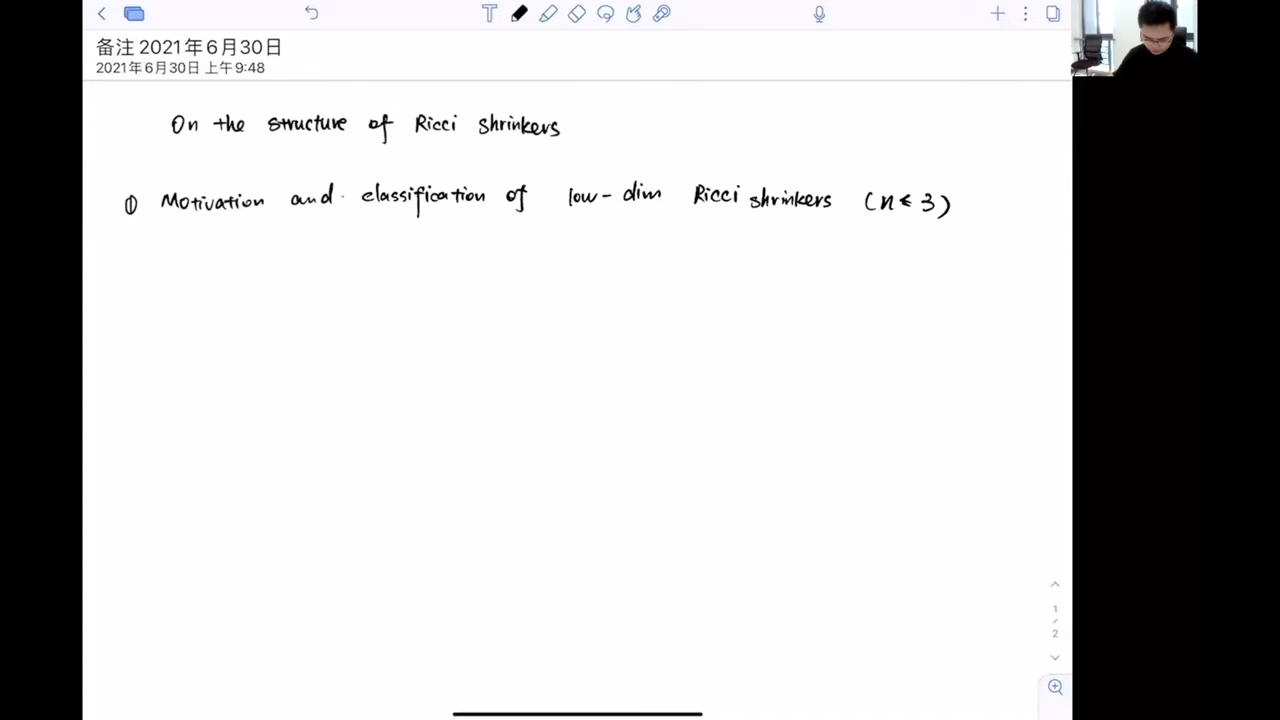 备注 2021年6月30日
2021年6月30日 上午9:48
On the structure of Ricci shrinkers
① Motivation and classification of low-dim Ricci shrinkers (n ≤ 3)
1
/
2